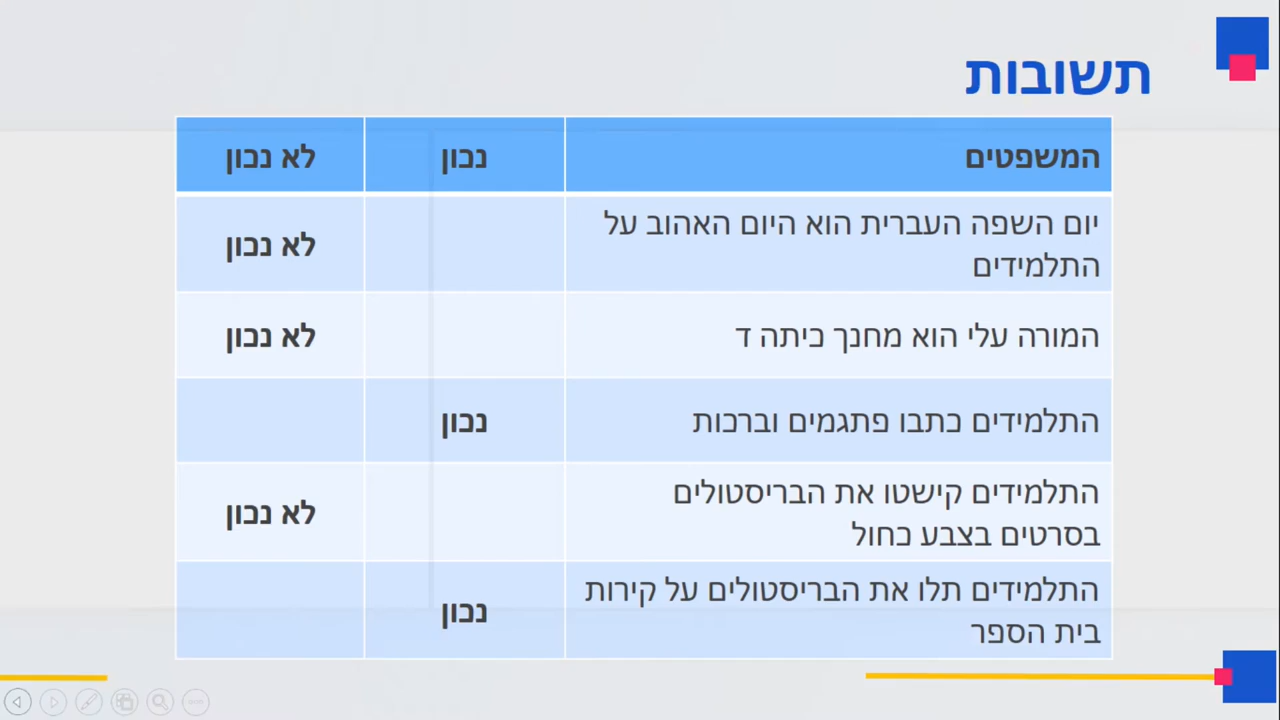 תשובות
המשפטים נכון לא נכון
יום השפה העברית הוא היום האהוב על
התלמידים
לא נכון
המורה עלי הוא מחנך כיתה ד לא נכון
התלמידים כתבו פתגמים וברכות נכון
התלמידים קישטו את הבריסטולים
בסרטים בצבע כחול
לא נכון
התלמידים תלו את הבריסטולים על קירות
בית הספר
נכון